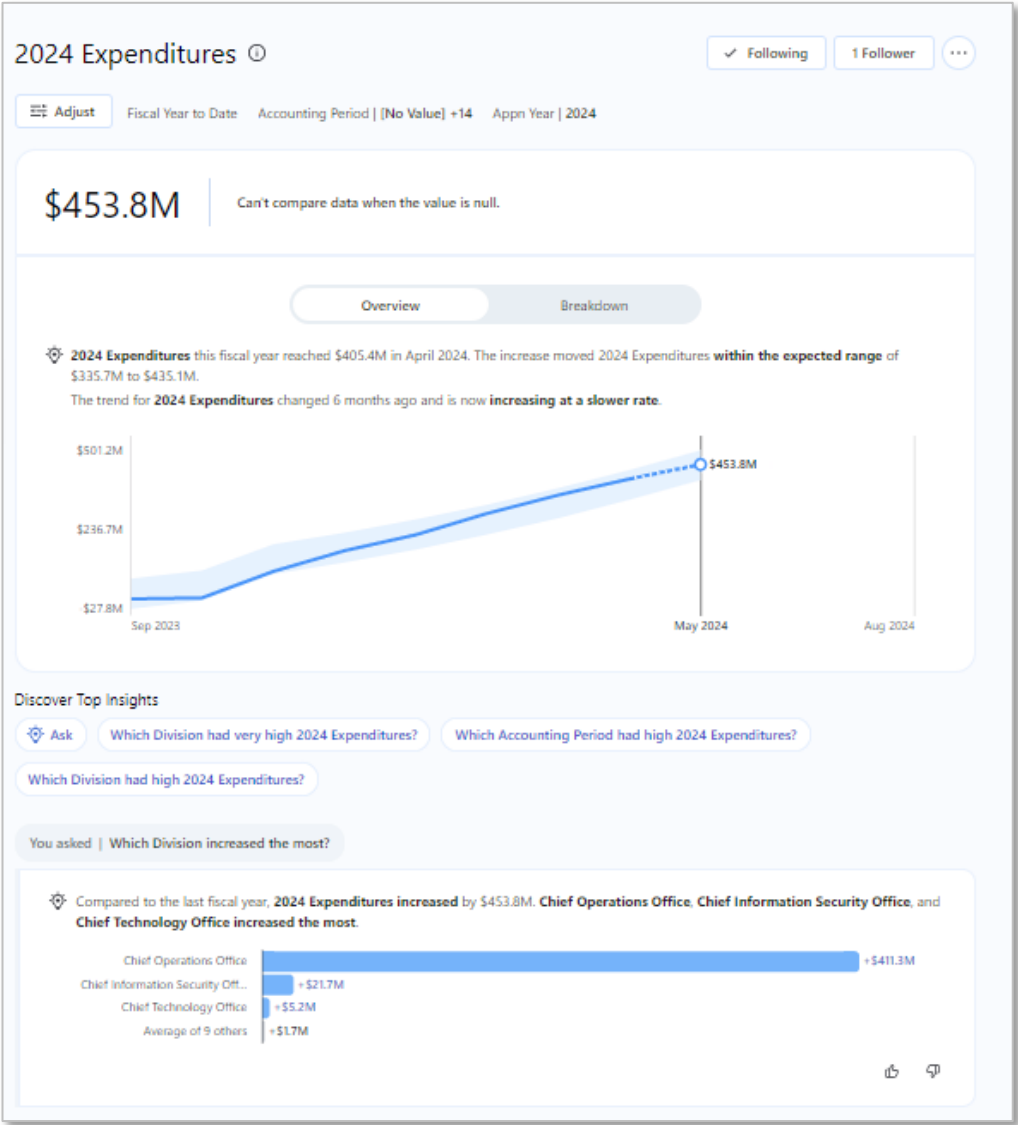 2024 Expenditures
Following
1 Follower
Adjust
Fiscal Year to Date
Accounting Period | [No Value] +14
Appn Year | 2024
$453.8M
Can't compare data when the value is null.
Overview
Breakdown
2024 Expenditures this fiscal year reached $405.4M in April 2024. The increase moved 2024 Expenditures within the expected range of
$335.7M to $435.1M.
The trend for 2024 Expenditures changed 6 months ago and is now increasing at a slower rate.
$501.2M
$453.8M
$236.7M
-$27.8M
Sep 2023
May 2024
Aug 2024
Discover Top Insights
Ask
Which Division had very high 2024 Expenditures?
Which Accounting Period had high 2024 Expenditures?
Which Division had high 2024 Expenditures?
You asked | Which Division increased the most?
Compared to the last fiscal year, 2024 Expenditures increased by $453.8M. Chief Operations Office, Chief Information Security Office, and
Chief Technology Office increased the most.
Chief Operations Office
+$411.3M
Chief Information Security Off...
+$21.7M
Chief Technology Office
+$5.2M
Average of 9 others
+$1.7M